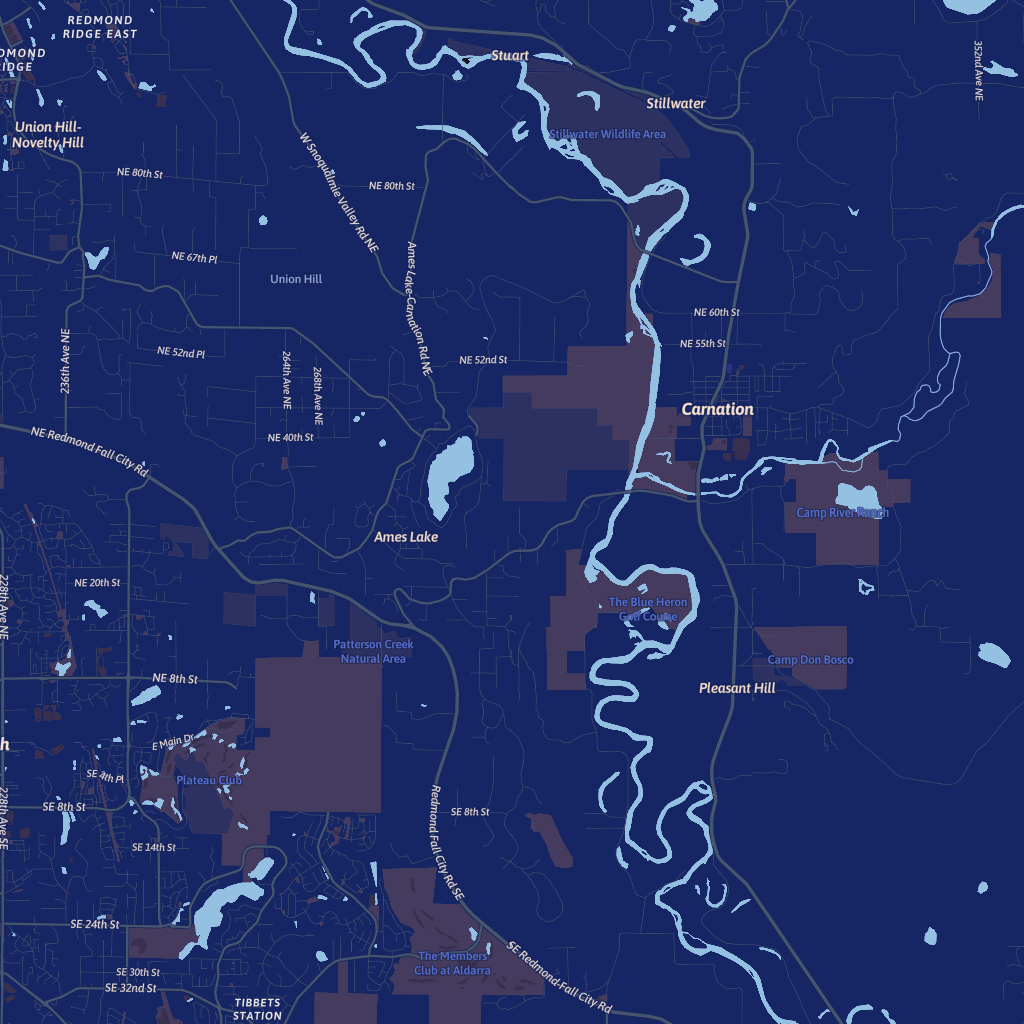 REDMOND
RIDGE EAST
DMOND
IDGE
Stuart
352nd Ave NE
Stillwater
Union Hill-
Novelty Hill
Stillwater Wildlife Area
W Snoqualmie Valley Rd NE
NE 80th St
NE 80th St
NE 67th Pl
Union Hill
Ames Lake-Carnation Rd NE
NE 60th St
NE 55th St
236th Ave NE
NE 52nd Pl
NE 52nd St
264th Ave NE
268th Ave NE
Carnation
NE 40th St
NE Redmond Fall City Rd
Camp River Ranch
Ames Lake
228th Ave NE
NE 20th St
The Blue Heron
Golf Course
Patterson Creek
Natural Area
Camp Don Bosco
NE 8th St
Pleasant Hill
h
E Main Dr
SE 4th Pl
Plateau Club
SE 8th St
SE 8th St
228th Ave SE
Redmond Fall City Rd SE
SE 14th St
SE 24th St
The Members
Club at Aldarra
SE Redmond-Fall City Rd
SE 30th St
SE 32nd St
TIBBETS
STATION